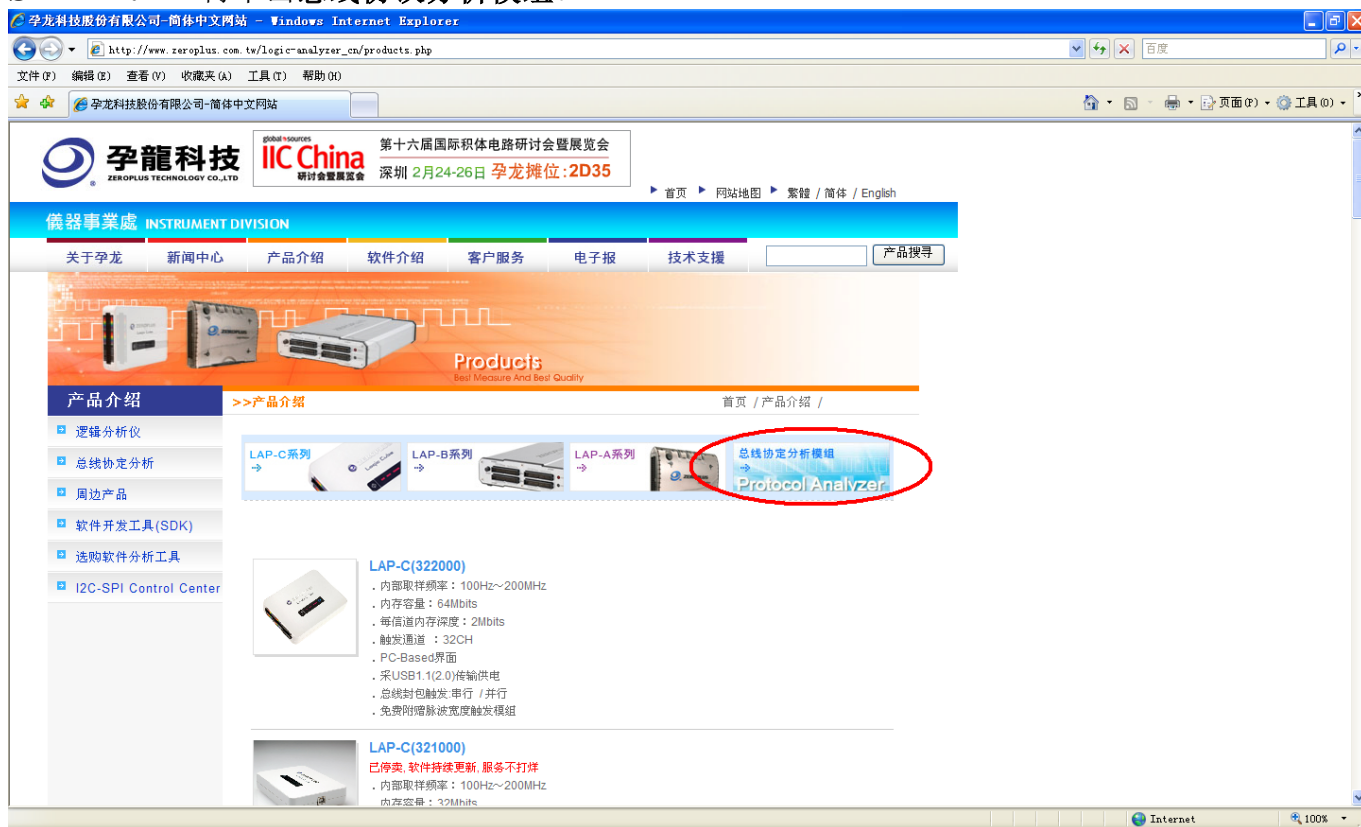 孕龙科技股份有限公司-简体中文网站 - Windows Internet Explorer
http://www.zeroplus.com.tw/logic-analyzer_cn/products.php
百度
文件(F) 编辑(E) 查看(V) 收藏夹(A) 工具(T) 帮助(H)
孕龙科技股份有限公司-简体中文网站
页面(P) 工具(O)
孕龍科技
ZEROPLUS TECHNOLOGY CO.,LTD
global sources
IIC China
研讨会暨展览会
第十六届国际积体电路研讨会暨展览会
深圳 2月24-26日 孕龙摊位:2D35
首页 网站地图 繁體 / 简体 / English
儀器事業處 INSTRUMENT DIVISION
关于孕龙 新闻中心 产品介绍 软件介绍 客户服务 电子报 技术支援 产品搜寻
Products
Best Measure And Best Quality
产品介绍
>>产品介绍
首页 / 产品介绍 /
逻辑分析仪
总线协定分析
周边产品
软件开发工具(SDK)
选购软件分析工具
I2C-SPI Control Center
LAP-C系列
LAP-B系列
LAP-A系列
总线协定分析模组
Protocol Analyzer
LAP-C(322000)
．内部取样频率：100Hz～200MHz
．内存容量：64Mbits
．每信道内存深度：2Mbits
．触发通道 ：32CH
．PC-Based界面
．采USB1.1(2.0)传输供电
．总线封包触发:串行 / 并行
．免费附赠脉波宽度触发模组
LAP-C(321000)
已停卖, 软件持续更新, 服务不打烊
．内部取样频率：100Hz～200MHz
．内存容量：32Mbits
Internet
100%